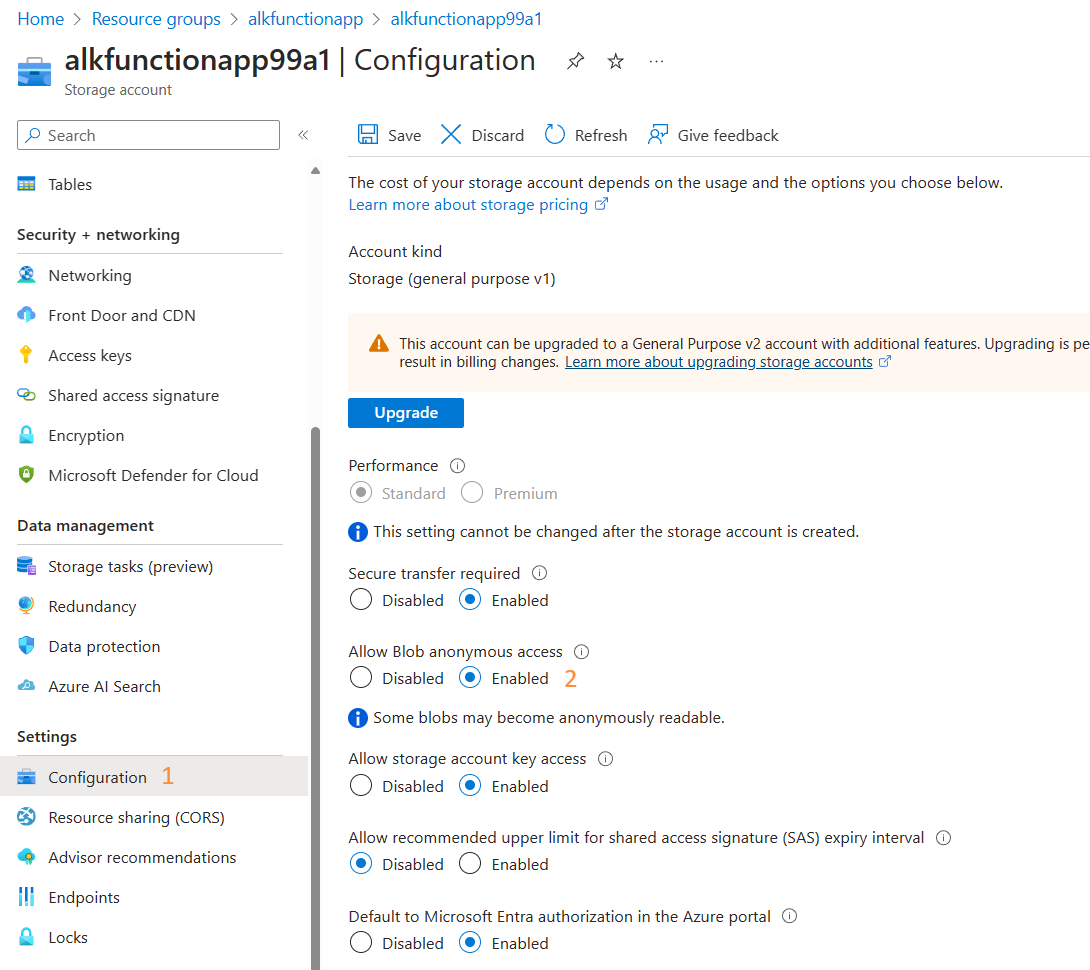 Home > Resource groups > alkfunctionapp > alkfunctionapp99a1
alkfunctionapp99a1 | Configuration ...
Storage account
Search «
Tables
Security + networking
Networking
Front Door and CDN
Access keys
Shared access signature
Encryption
Microsoft Defender for Cloud
Data management
Storage tasks (preview)
Redundancy
Data protection
Azure AI Search
Settings
Configuration 1
Resource sharing (CORS)
Advisor recommendations
Endpoints
Locks
Save Discard Refresh Give feedback
The cost of your storage account depends on the usage and the options you choose below.
Learn more about storage pricing
Account kind
Storage (general purpose v1)
This account can be upgraded to a General Purpose v2 account with additional features. Upgrading is pe
result in billing changes. Learn more about upgrading storage accounts
Upgrade
Performance
Standard Premium
This setting cannot be changed after the storage account is created.
Secure transfer required
Disabled Enabled
Allow Blob anonymous access
Disabled Enabled 2
Some blobs may become anonymously readable.
Allow storage account key access
Disabled Enabled
Allow recommended upper limit for shared access signature (SAS) expiry interval
Disabled Enabled
Default to Microsoft Entra authorization in the Azure portal
Disabled Enabled